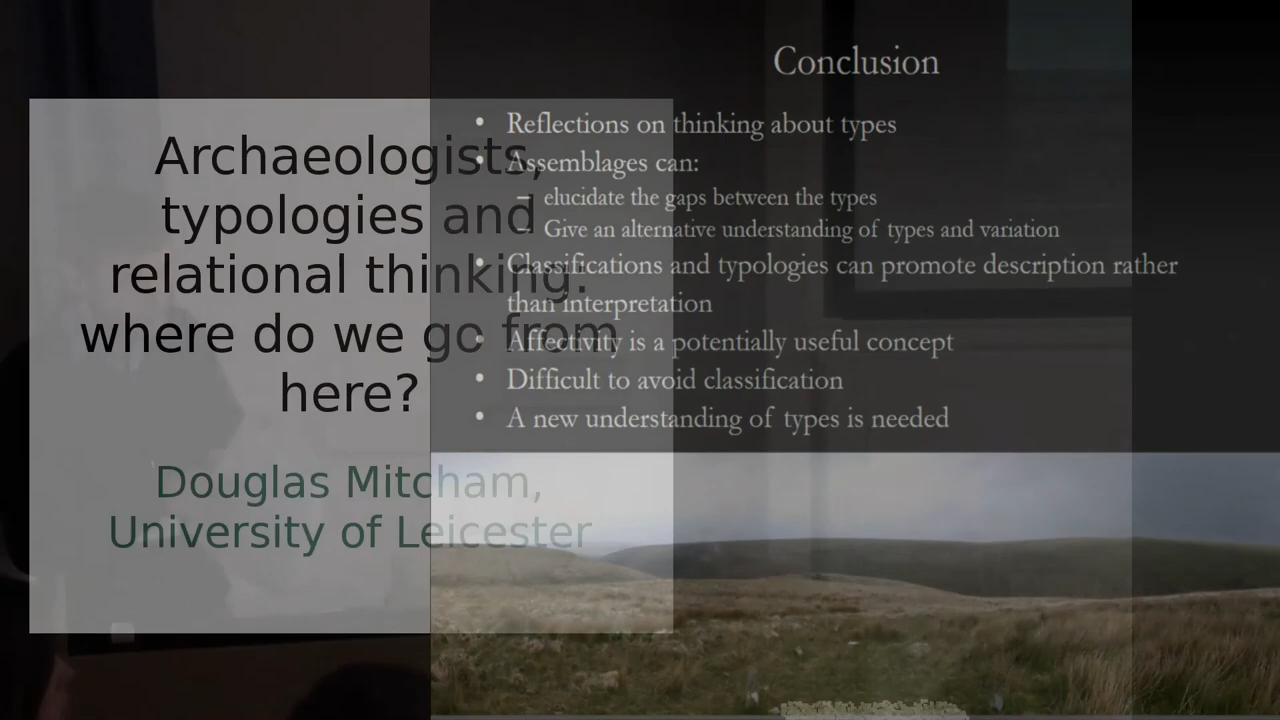 Archaeologists,
typologies and
relational thinking:
where do we go from
here?
Douglas Mitcham,
University of Leicester
Conclusion
• Reflections on thinking about types
• Assemblages can:
– elucidate the gaps between the types
– Give an alternative understanding of types and variation
• Classifications and typologies can promote description rather
than interpretation
• Affectivity is a potentially useful concept
• Difficult to avoid classification
• A new understanding of types is needed